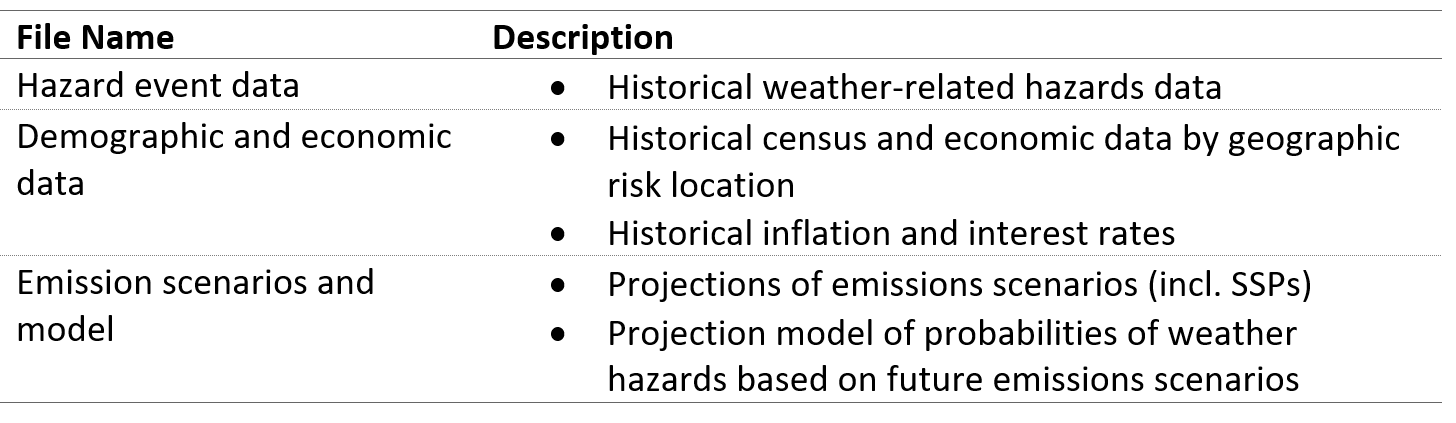 File Name Description
Hazard event data • Historical weather-related hazards data
Demographic and economic • Historical census and economic data by geographic
data risk location
• Historical inflation and interest rates
Emission scenarios and • Projections of emissions scenarios (incl. SSPs)
model • Projection model of probabilities of weather
hazards based on future emissions scenarios